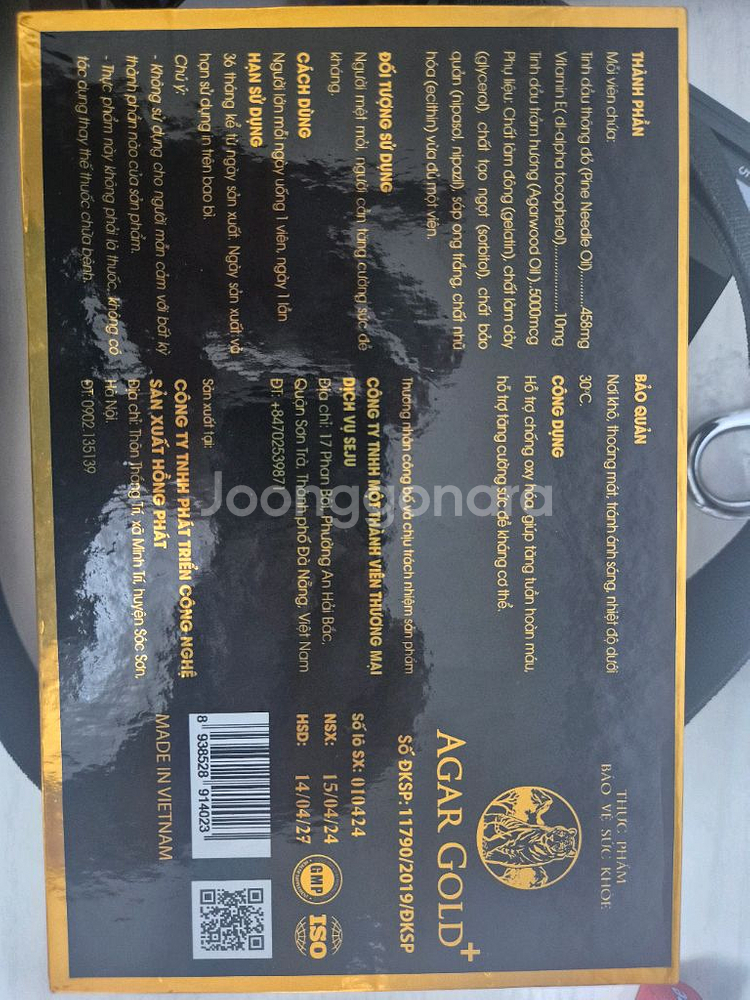 THÀNH PHẦN
Mỗi viên chứa:
Tinh dầu thông đỏ (Pine Needle Oil)..........458mg
Vitamin E( dl-alpha tocopherol)..................10mg
Tinh dầu trầm hương (Agarwood Oil )..5000mcg
Phụ liệu: Chất làm đông (gelatin), chất làm dày
(glycerol), chất tạo ngọt (sorbitol), chất bảo
quản (nipasol, nipazil), sáp ong trắng, chất nhũ
hóa (ecithin) vừa đủ một viên.
ĐỐI TƯỢNG SỬ DỤNG
Người mệt mỏi, người cần tăng cường sức đề
kháng.
CÁCH DÙNG
Người lớn mỗi ngày uống 1 viên, ngày 1 lần
HẠN SỬ DỤNG
36 tháng kể từ ngày sản xuất. Ngày sản xuất và
hạn sử dụng in trên bao bì
Chú ý:
- Không sử dụng cho người mẫn cảm với bất kỳ
thành phần nào của sản phẩm.
- Thực phẩm này không phải là thuốc, không có
tác dụng thay thế thuốc chữa bệnh.
BẢO QUẢN
Nơi khô, thoáng mát, tránh ánh sáng, nhiệt độ dưới
30°C.
CÔNG DỤNG
Hỗ trợ chống oxy hóa, giúp tăng tuần hoàn máu,
hỗ trợ tăng cường sức đề kháng cơ thể.
Thương nhân công bố và chịu trách nhiệm sản phẩm
CÔNG TY TNHH MỘT THÀNH VIÊN THƯƠNG MẠI
DỊCH VỤ SEJU
Địa chỉ: 17 Phan Bôi, Phường An Hải Bắc,
Quận Sơn Trà, Thành phố Đà Nẵng, Việt Nam
ĐT: +8470253987
Sản xuất tại:
CÔNG TY TNHH PHÁT TRIỂN CÔNG NGHỆ
SẢN XUẤT HỒNG PHÁT
Địa chỉ: Thôn Thắng Trí, xã Minh Trí, huyện Sóc Sơn,
Hà Nội.
ĐT: 0902.135139
THỰC PHẨM
BẢO VỆ SỨC KHỎE
AGAR GOLD+
Số ĐKSP: 11790/2019/ĐKSP
Số lô SX: 010424
NSX: 15/04/24
HSD: 14/04/27
GMP
ISO
8 938528 914023
MADE IN VIETNAM
Joonggonara